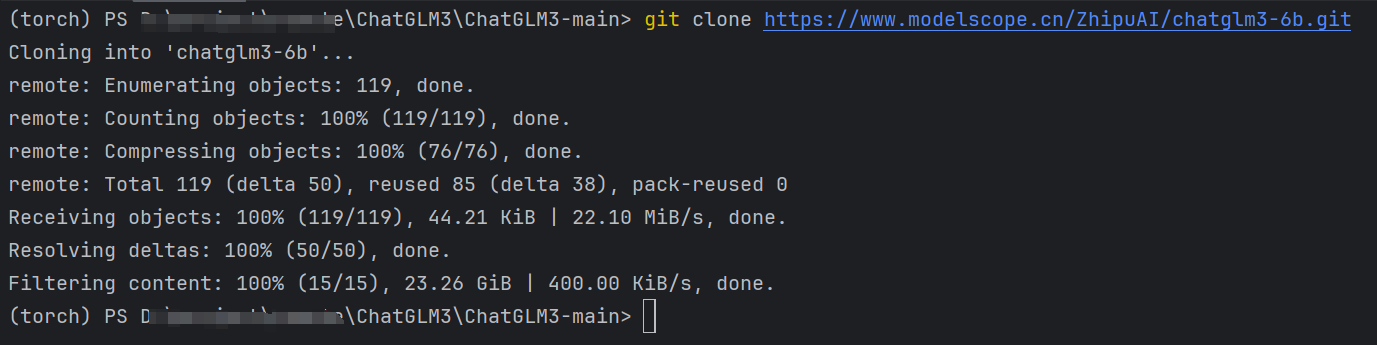 (torch) PS D \ChatGLM3\ChatGLM3-main> git clone https://www.modelscope.cn/ZhipuAI/chatglm3-6b.git
Cloning into 'chatglm3-6b'...
remote: Enumerating objects: 119, done.
remote: Counting objects: 100% (119/119), done.
remote: Compressing objects: 100% (76/76), done.
remote: Total 119 (delta 50), reused 85 (delta 38), pack-reused 0
Receiving objects: 100% (119/119), 44.21 KiB | 22.10 MiB/s, done.
Resolving deltas: 100% (50/50), done.
Filtering content: 100% (15/15), 23.26 GiB | 400.00 KiB/s, done.
(torch) PS D \ChatGLM3\ChatGLM3-main>